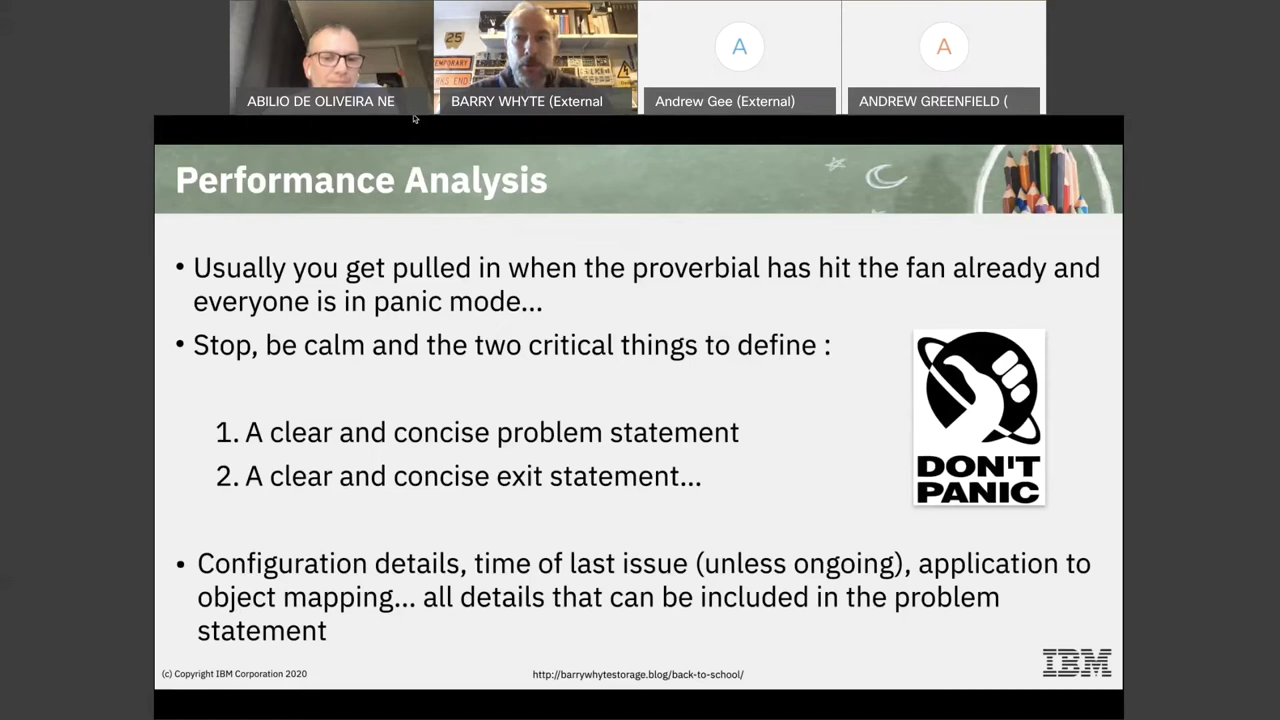 25
TEMPORARY
RKS END
ABILIO DE OLIVEIRA NE
BARRY WHYTE (External
A
Andrew Gee (External)
A
ANDREW GREENFIELD (
Performance Analysis
• Usually you get pulled in when the proverbial has hit the fan already and
everyone is in panic mode…
• Stop, be calm and the two critical things to define :
1. A clear and concise problem statement
2. A clear and concise exit statement…
DON'T
PANIC
• Configuration details, time of last issue (unless ongoing), application to
object mapping… all details that can be included in the problem
statement
(c) Copyright IBM Corporation 2020
http://barrywhytestorage.blog/back-to-school/
IBM